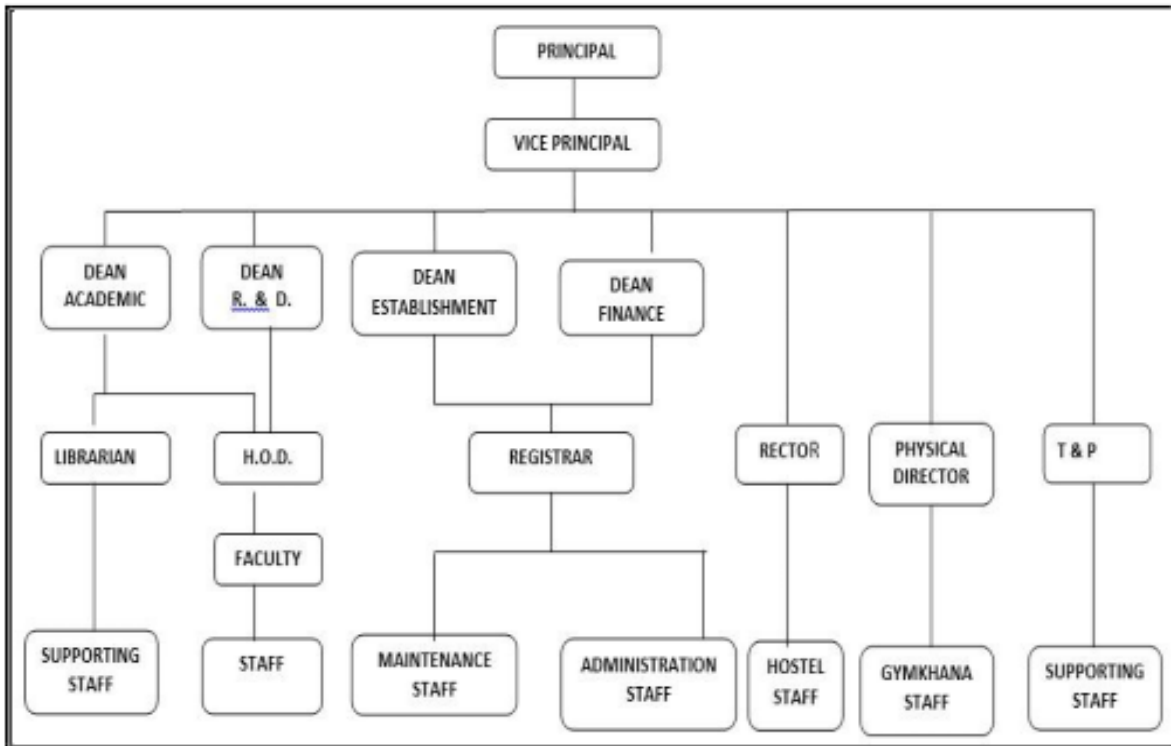 PRINCIPAL
VICE PRINCIPAL
DEAN
ACADEMIC
DEAN
R. & D.
DEAN
ESTABLISHMENT
DEAN
FINANCE
LIBRARIAN
H.O.D.
REGISTRAR
RECTOR
PHYSICAL
DIRECTOR
T & P
FACULTY
SUPPORTING
STAFF
STAFF
MAINTENANCE
STAFF
ADMINISTRATION
STAFF
HOSTEL
STAFF
GYMKHANA
STAFF
SUPPORTING
STAFF